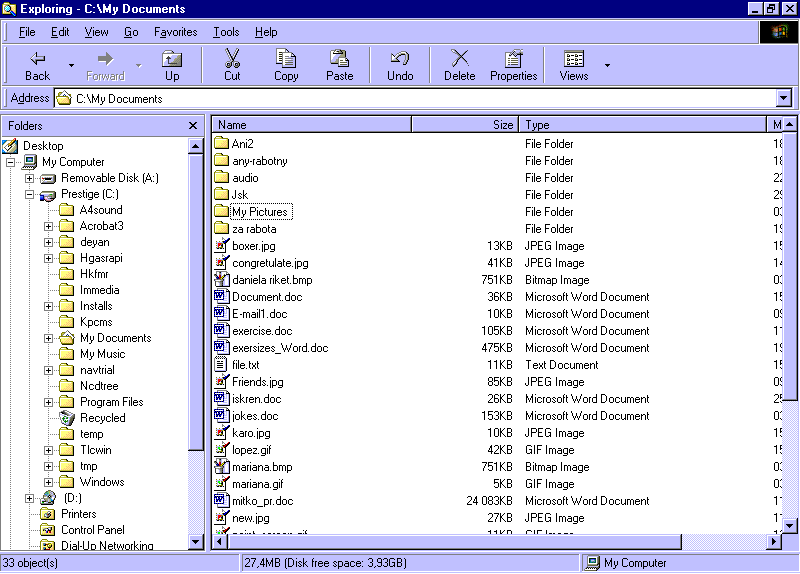 Exploring - C:\My Documents
File Edit View Go Favorites Tools Help
Back Forward Up Cut Copy Paste Undo Delete Properties Views
Address C:\My Documents
Folders
Desktop
My Computer
Removable Disk (A:)
Prestige (C:)
A4sound
Acrobat3
deyan
Hgasrapi
Hkfmr
Immedia
Installs
Kpcms
My Documents
My Music
navtrial
Ncdtree
Program Files
Recycled
temp
Tlcwin
tmp
Windows
(D:)
Printers
Control Panel
Dial-Up Networking
Name Size Type M
Ani2 File Folder 18
any-rabotny File Folder 18
audio File Folder 22
Jsk File Folder 29
My Pictures File Folder 03
za rabota File Folder 19
boxer.jpg 13KB JPEG Image 15
congretulate.jpg 41KB JPEG Image 14
daniela riket.bmp 751KB Bitmap Image 03
Document.doc 36KB Microsoft Word Document 15
E-mail1.doc 10KB Microsoft Word Document 09
exercise.doc 105KB Microsoft Word Document 11
exersizes_Word.doc 475KB Microsoft Word Document 19
file.txt 11KB Text Document 15
Friends.jpg 85KB JPEG Image 09
iskren.doc 26KB Microsoft Word Document 25
jokes.doc 153KB Microsoft Word Document 03
karo.jpg 10KB JPEG Image 15
lopez.gif 42KB GIF Image 15
mariana.bmp 751KB Bitmap Image 03
mariana.gif 5KB GIF Image 03
mitko_pr.doc 24 083KB Microsoft Word Document 09
new.jpg 27KB JPEG Image 15
33 object(s) 27,4MB (Disk free space: 3,93GB) My Computer